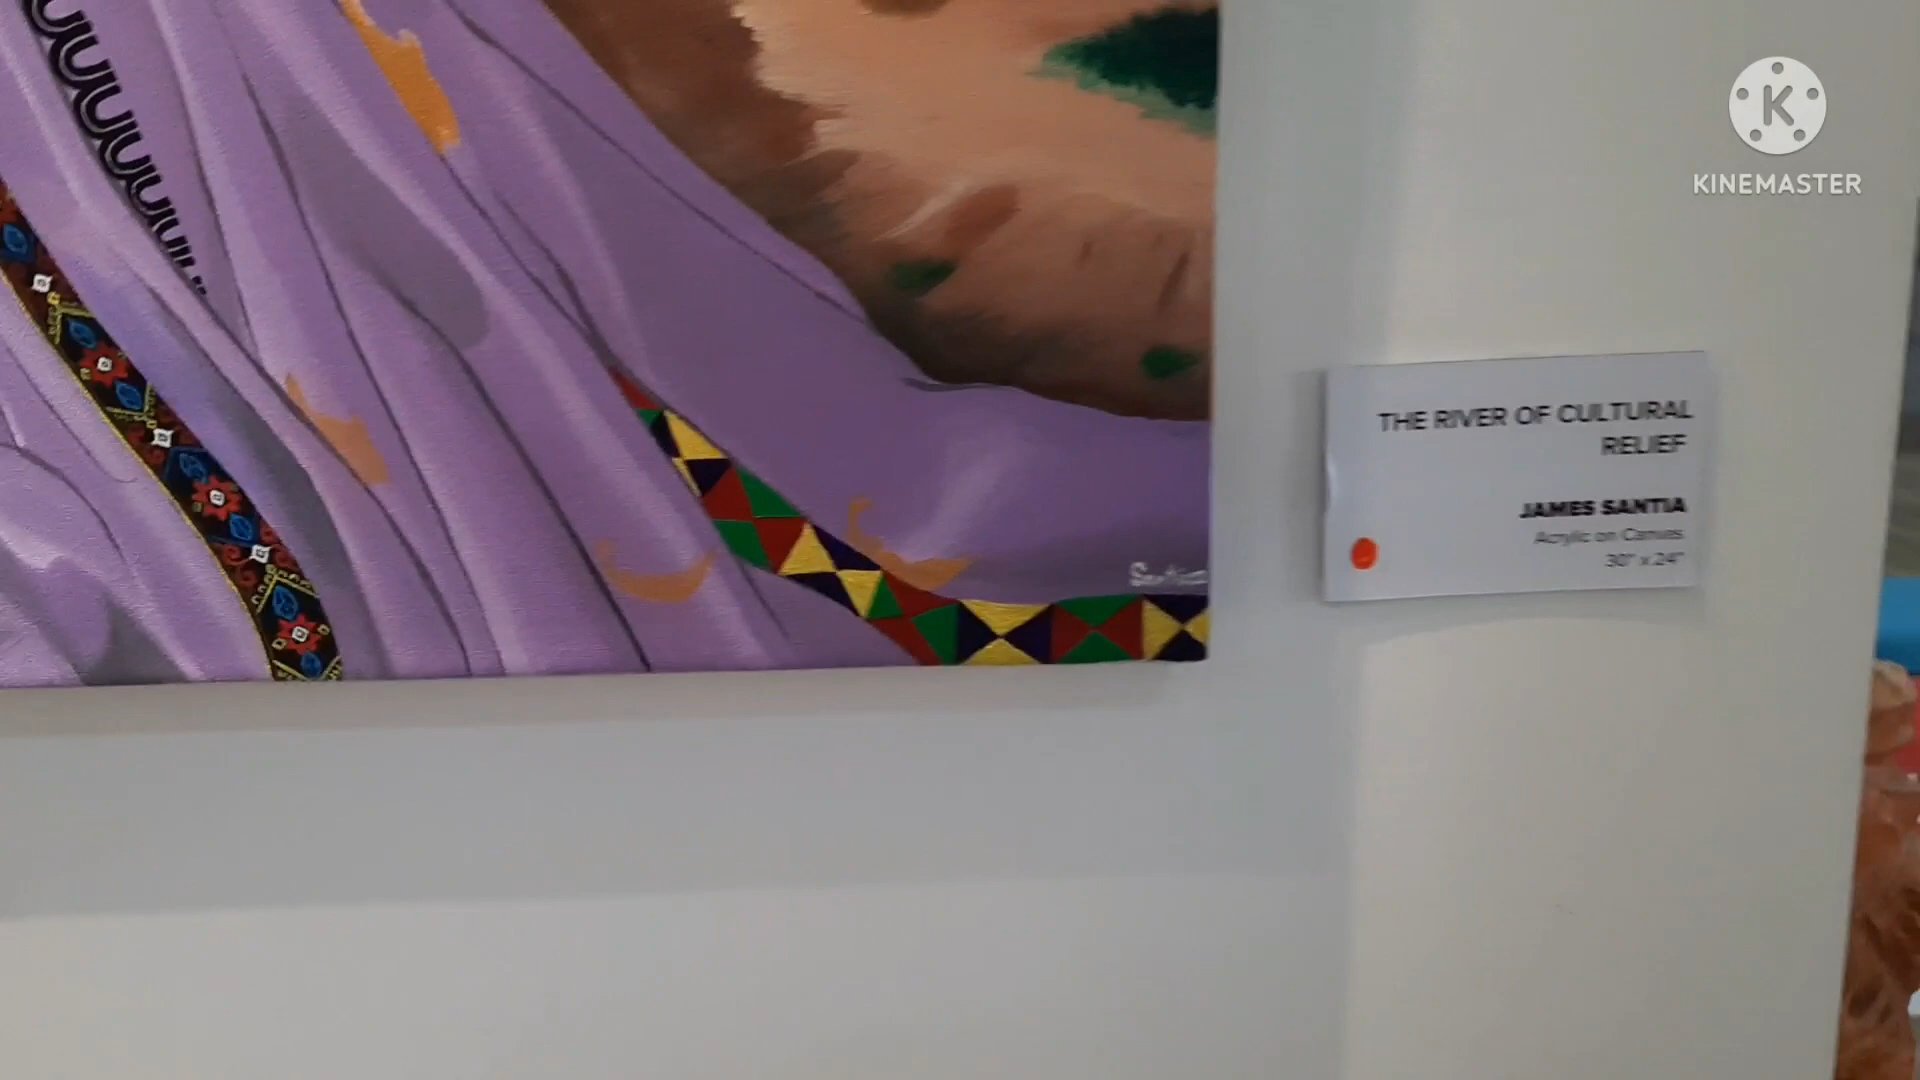 KINEMASTER
THE RIVER OF CULTURAL
RELIEF
JAMES SANTIA
Acrylic on Canvas
30" x 24"